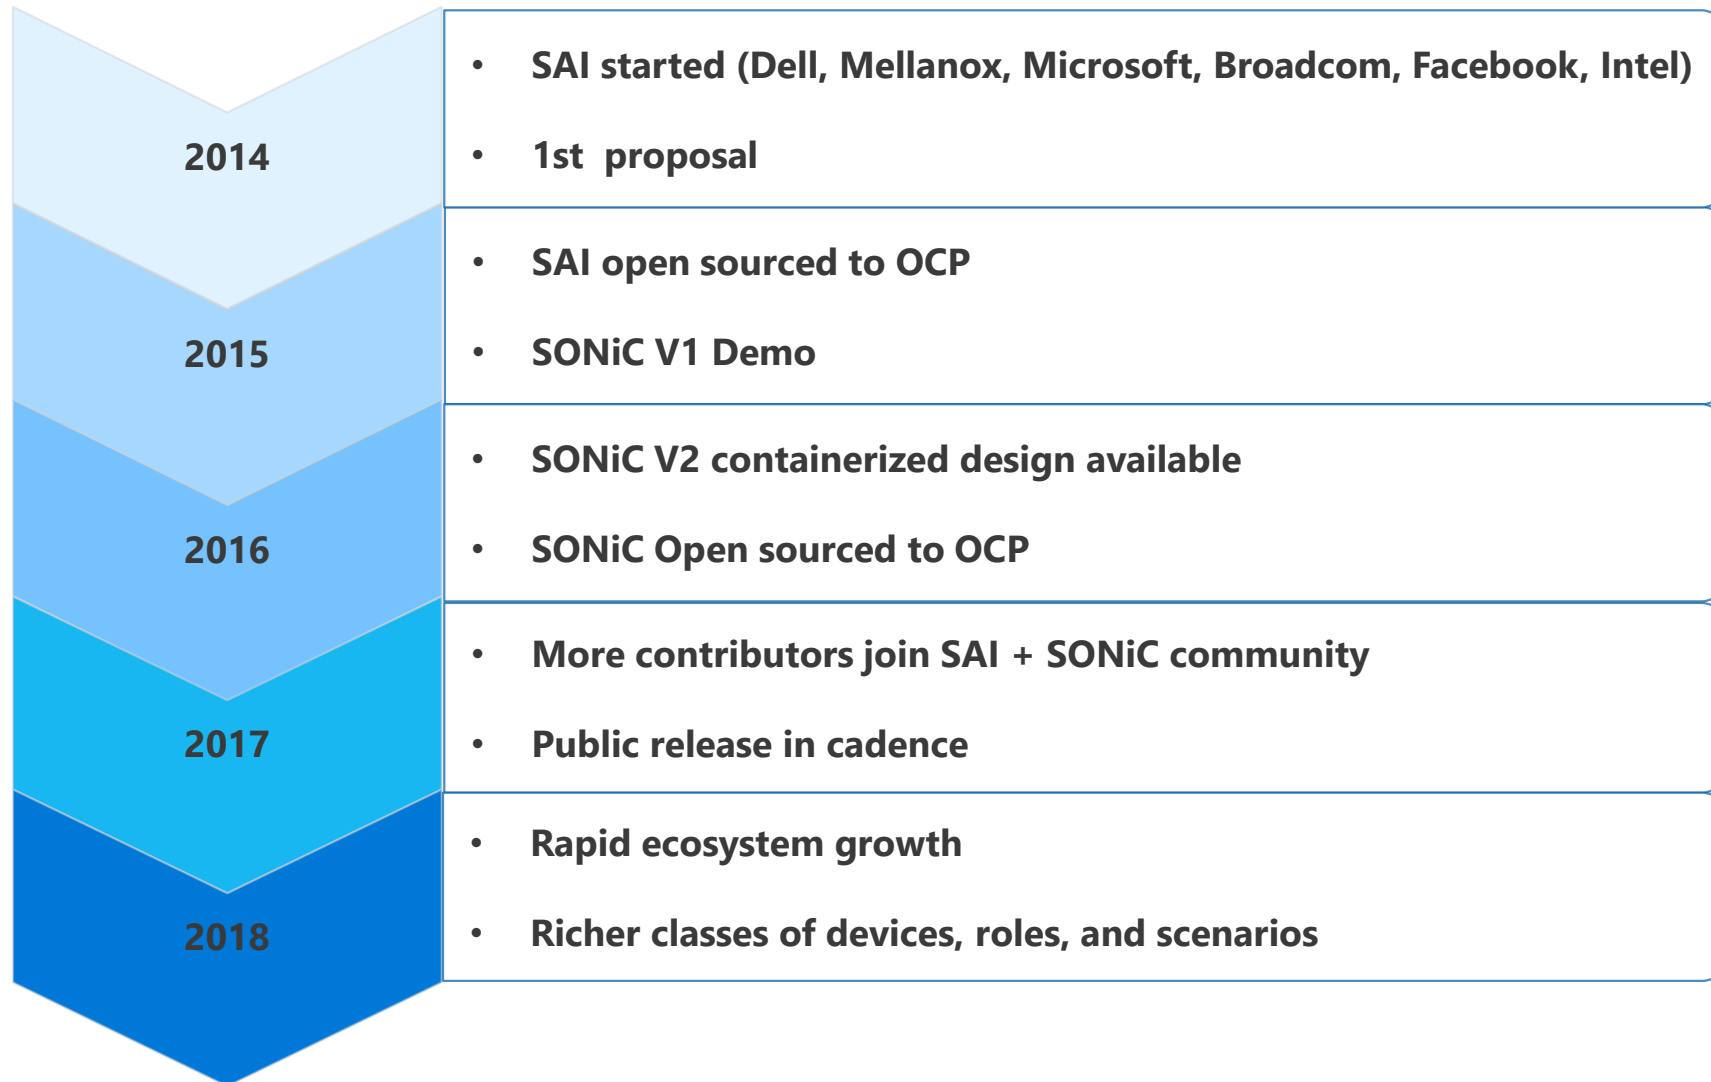 2014
• SAI started (Dell, Mellanox, Microsoft, Broadcom, Facebook, Intel)
• 1st proposal
2015
• SAI open sourced to OCP
• SONiC V1 Demo
2016
• SONiC V2 containerized design available
• SONiC Open sourced to OCP
2017
• More contributors join SAI + SONiC community
• Public release in cadence
2018
• Rapid ecosystem growth
• Richer classes of devices, roles, and scenarios